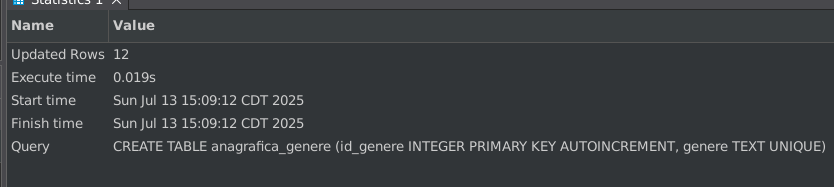 Statistics 1
Name Value
Updated Rows 12
Execute time 0.019s
Start time Sun Jul 13 15:09:12 CDT 2025
Finish time Sun Jul 13 15:09:12 CDT 2025
Query CREATE TABLE anagrafica_genere (id_genere INTEGER PRIMARY KEY AUTOINCREMENT, genere TEXT UNIQUE)